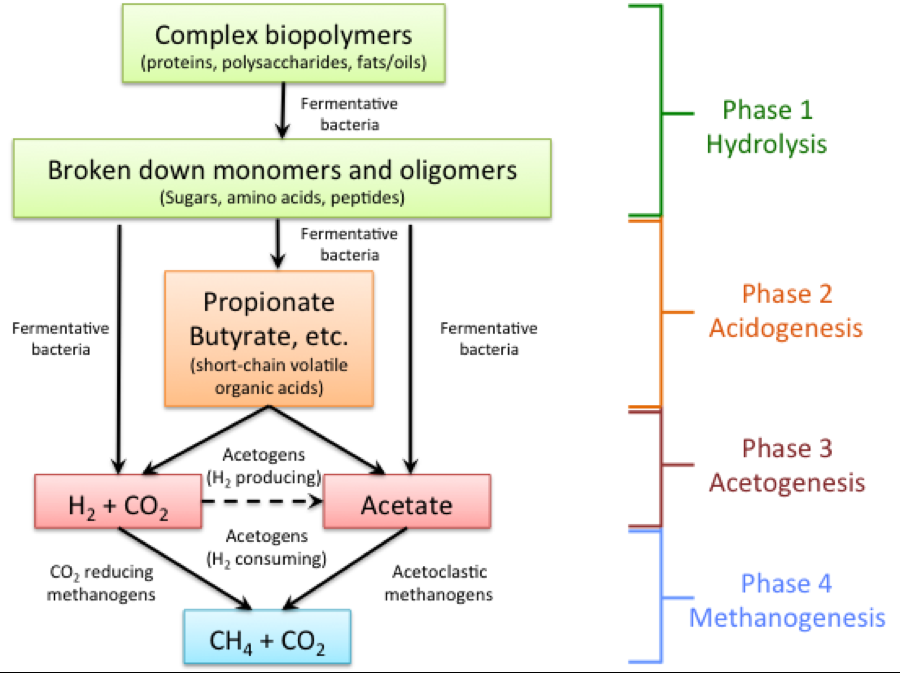 Complex biopolymers
(proteins, polysaccharides, fats/oils)
Fermentative
bacteria
Phase 1
Hydrolysis
Broken down monomers and oligomers
(Sugars, amino acids, peptides)
Fermentative
bacteria
Propionate
Butyrate, etc.
(short-chain volatile
organic acids)
Fermentative
bacteria
Fermentative
bacteria
Phase 2
Acidogenesis
Acetogens
(H₂ producing)
H₂ + CO₂
Acetate
Phase 3
Acetogenesis
Acetogens
(H₂ consuming)
CO₂ reducing
methanogens
Acetoclastic
methanogens
CH₄ + CO₂
Phase 4
Methanogenesis